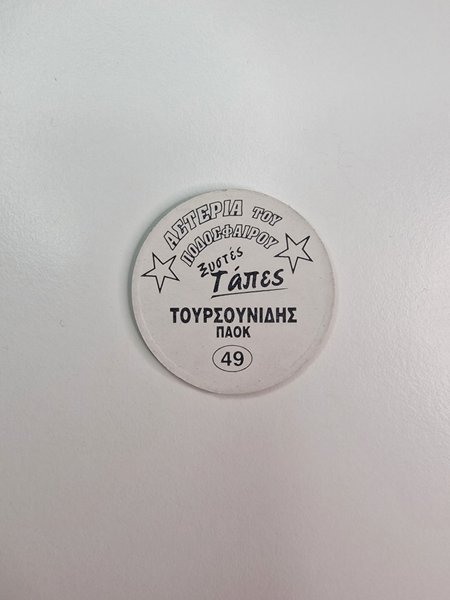 ΑΣΤΕΡΙΑ ΤΟΥ
ΠΟΔΟΣΦΑΙΡΟΥ
Ξυστές
Τάπες
ΤΟΥΡΣΟΥΝΙΔΗΣ
ΠΑΟΚ
49